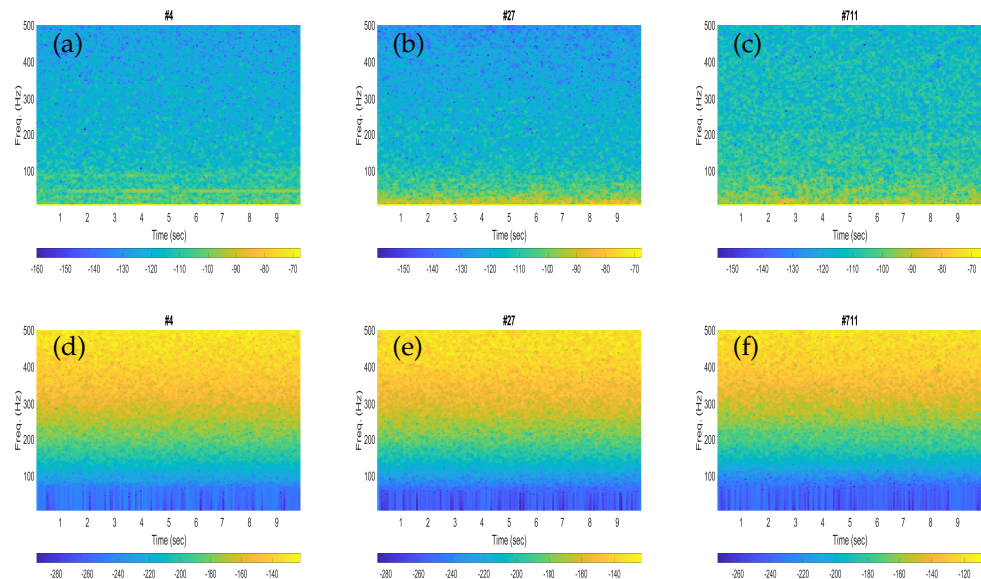 #4
(a)
500
400
300
200
100
Freq. (Hz)
1 2 3 4 5 6 7 8 9
Time (sec)
-160 -150 -140 -130 -120 -110 -100 -90 -80 -70
#27
(b)
500
400
300
200
100
Freq. (Hz)
1 2 3 4 5 6 7 8 9
Time (sec)
-150 -140 -130 -120 -110 -100 -90 -80 -70
#711
(c)
500
400
300
200
100
Freq. (Hz)
1 2 3 4 5 6 7 8 9
Time (sec)
-150 -140 -130 -120 -110 -100 -90 -80 -70
#4
(d)
500
400
300
200
100
Freq. (Hz)
1 2 3 4 5 6 7 8 9
Time (sec)
-280 -260 -240 -220 -200 -180 -160 -140
#27
(e)
500
400
300
200
100
Freq. (Hz)
1 2 3 4 5 6 7 8 9
Time (sec)
-280 -260 -240 -220 -200 -180 -160 -140
#711
(f)
500
400
300
200
100
Freq. (Hz)
1 2 3 4 5 6 7 8 9
Time (sec)
-260 -240 -220 -200 -180 -160 -140 -120